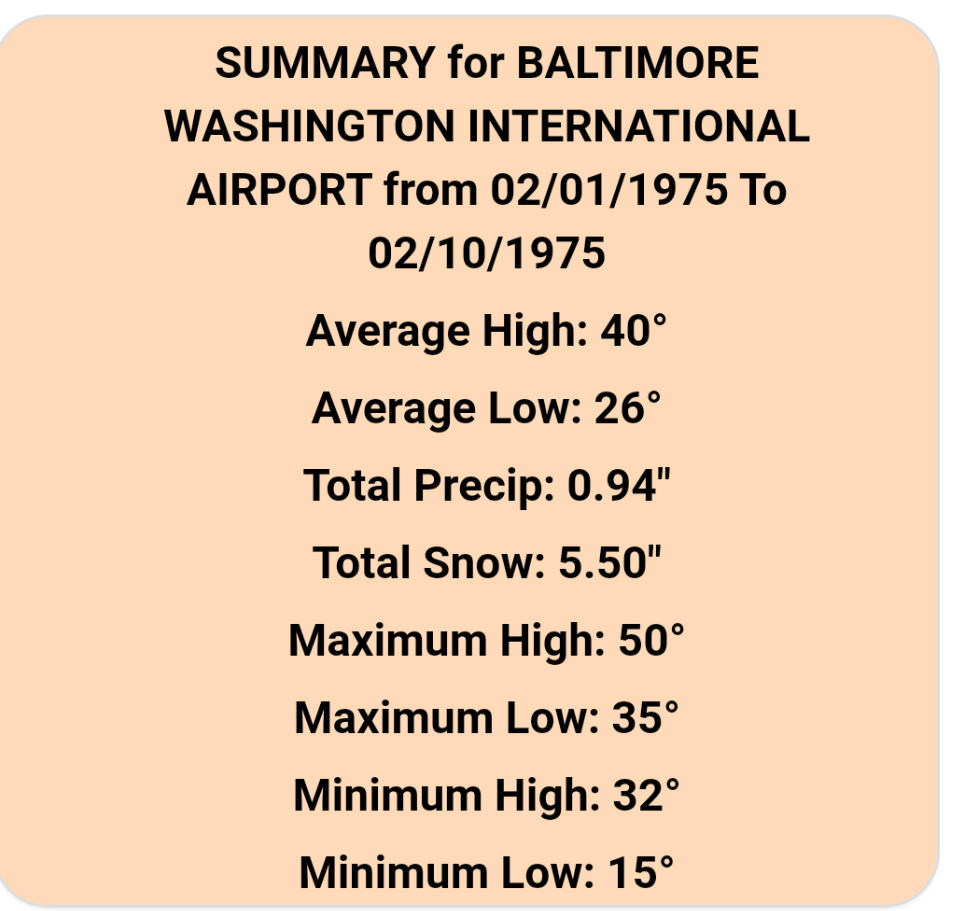 SUMMARY for BALTIMORE
WASHINGTON INTERNATIONAL
AIRPORT from 02/01/1975 To
02/10/1975
Average High: 40°
Average Low: 26°
Total Precip: 0.94"
Total Snow: 5.50"
Maximum High: 50°
Maximum Low: 35°
Minimum High: 32°
Minimum Low: 15°